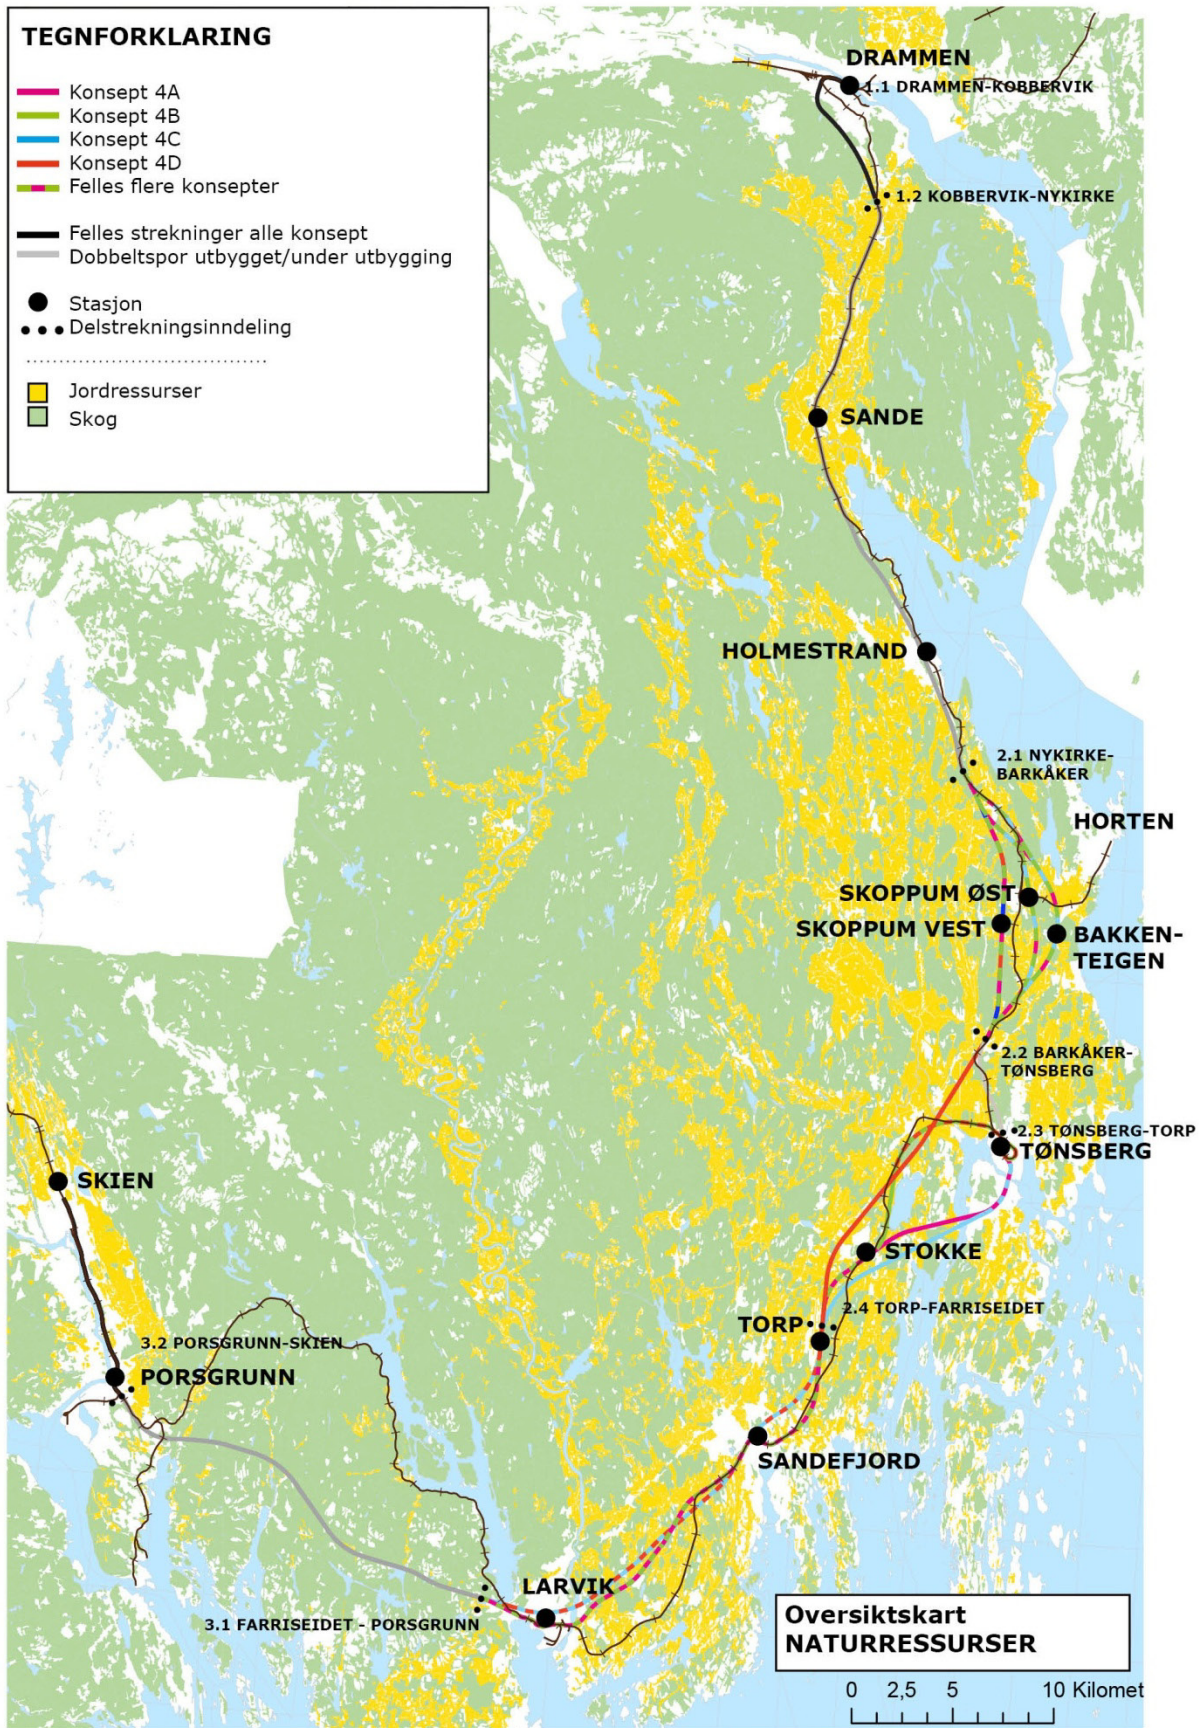 TEGNFORKLARING
Konsept 4A
Konsept 4B
Konsept 4C
Konsept 4D
Felles flere konsepter
Felles strekninger alle konsept
Dobbeltspor utbygget/under utbygging
Stasjon
Delstrekningsinndeling
Jordressurser
Skog
DRAMMEN
1.1 DRAMMEN-KOBBERVIK
1.2 KOBBERVIK-NYKIRKE
SANDE
HOLMESTRAND
2.1 NYKIRKE-
BARKÅKER
HORTEN
SKOPPUM ØST
SKOPPUM VEST
BAKKEN-
TEIGEN
2.2 BARKÅKER-
TØNSBERG
2.3 TØNSBERG-TORP
TØNSBERG
SKIEN
STOKKE
2.4 TORP-FARRISEIDET
TORP
3.2 PORSGRUNN-SKIEN
PORSGRUNN
SANDEFJORD
LARVIK
3.1 FARRISEIDET - PORSGRUNN
Oversiktskart
NATURRESSURSER
0 2,5 5 10 Kilomet